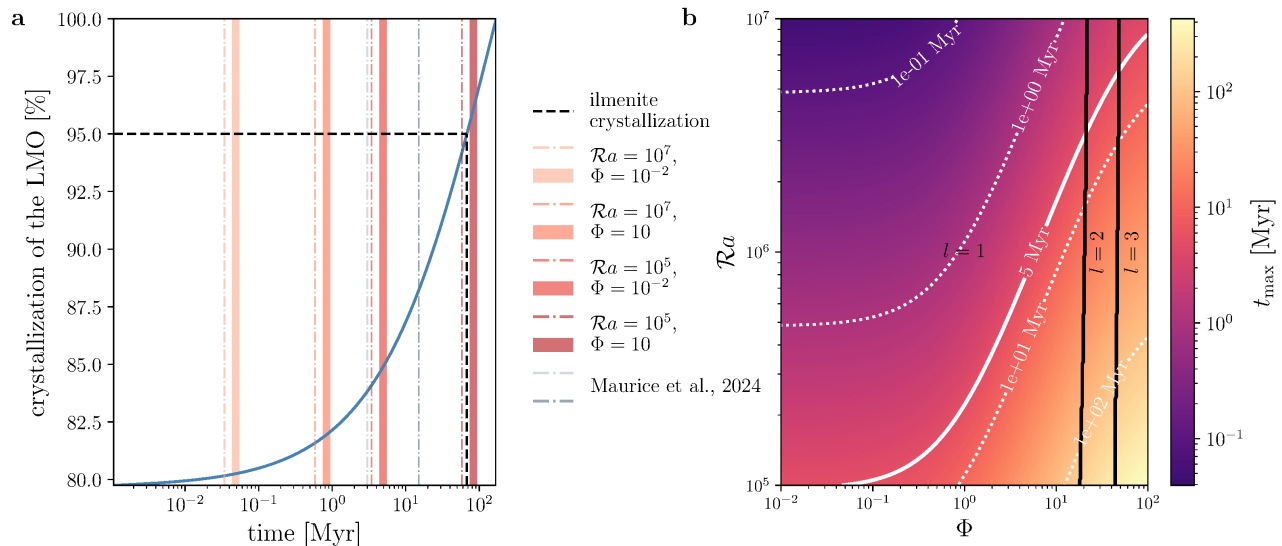 a
100.0
97.5
95.0
92.5
90.0
87.5
85.0
82.5
80.0
crystallization of the LMO [%]
10⁻² 10⁻¹ 10⁰ 10¹ 10²
time [Myr]
ilmenite
crystallization
ℛa = 10⁷,
Φ = 10⁻²
ℛa = 10⁷,
Φ = 10
ℛa = 10⁵,
Φ = 10⁻²
ℛa = 10⁵,
Φ = 10
Maurice et al., 2024
b
10⁷
10⁶
10⁵
ℛa
1e-01 Myr
1e+00 Myr
5 Myr
1e+01 Myr
1e+02 Myr
l = 1
l = 2
l = 3
10⁻² 10⁻¹ 10⁰ 10¹ 10²
Φ
10²
10¹
10⁰
10⁻¹
t_max [Myr]